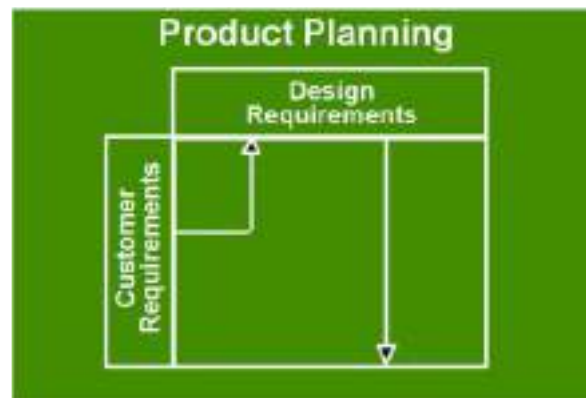 Product Planning
Design
Requirements
Customer
Requirements